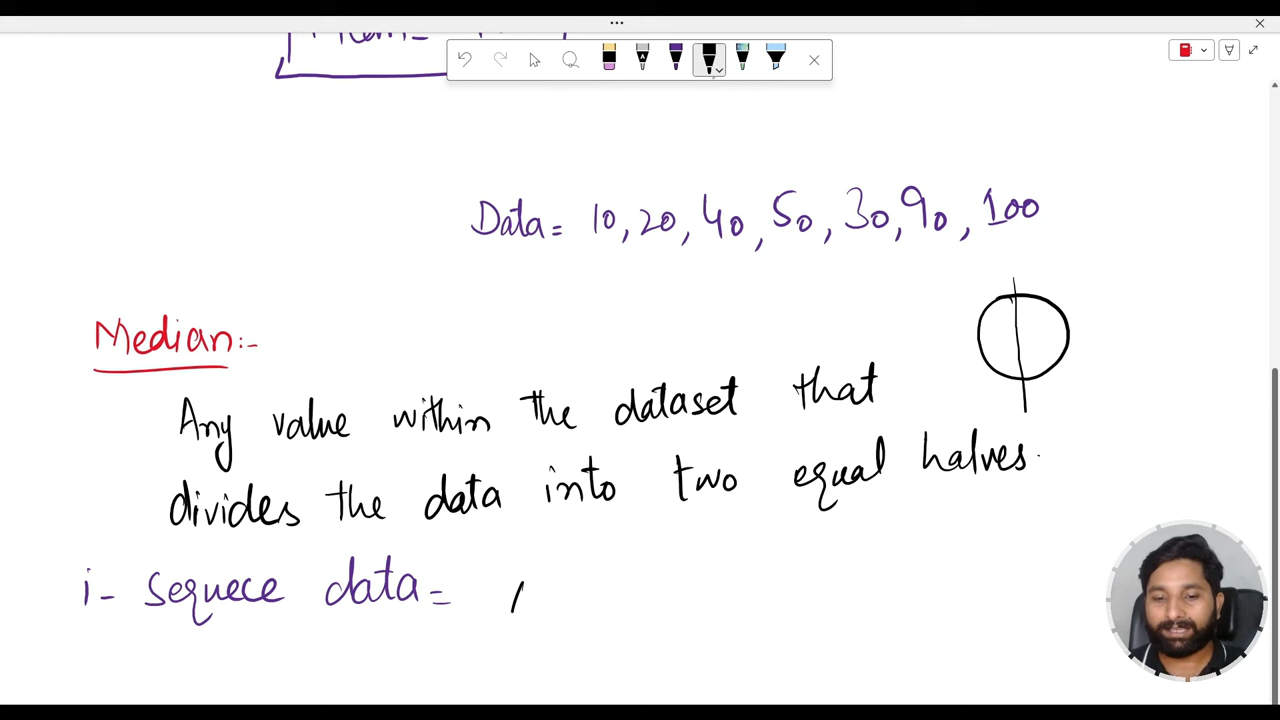 Data= 10, 20, 40, 50, 30, 90, 100
Median:-
Any value within the dataset that
divides the data into two equal halves.
i- sequece data=